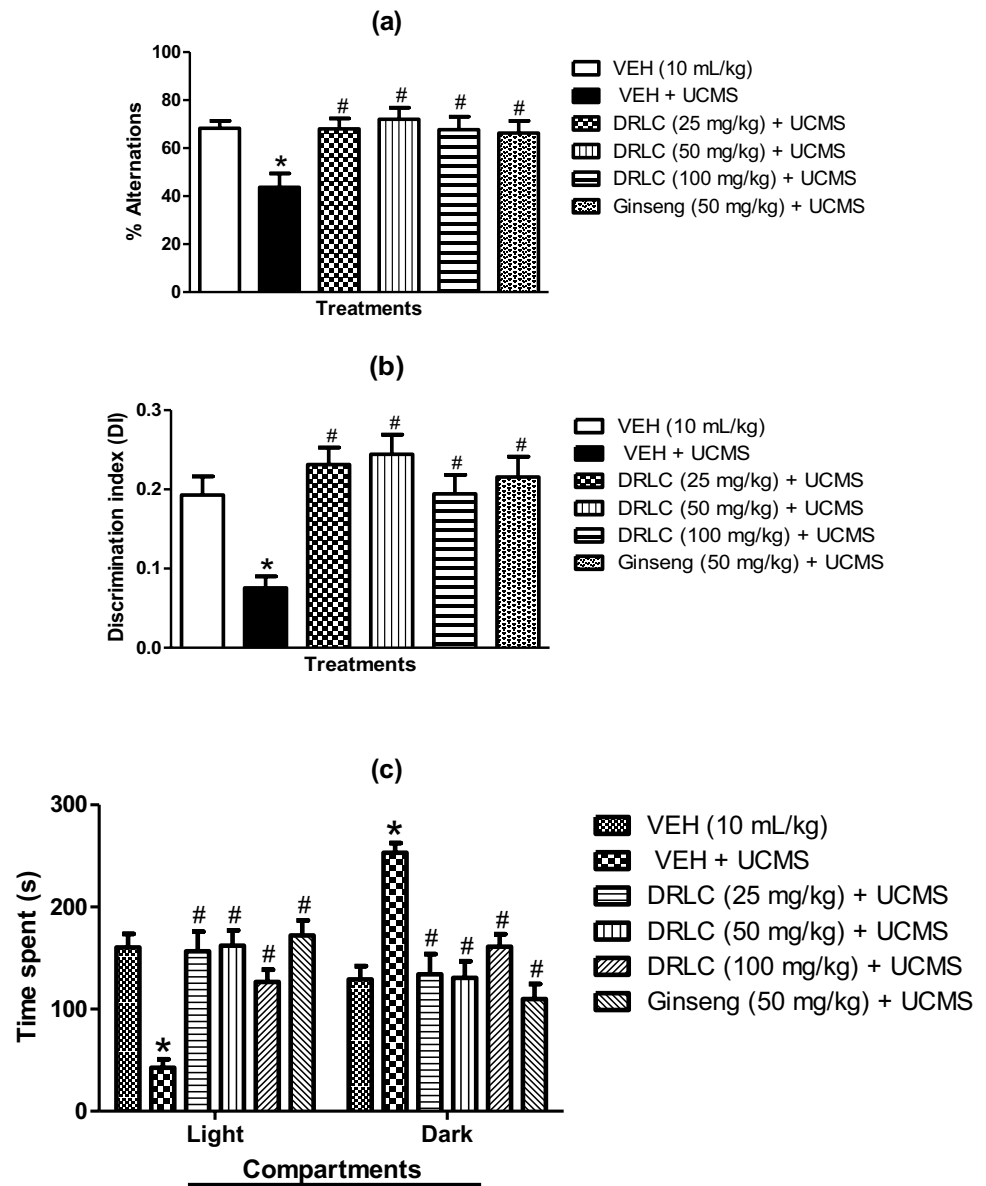 (a)
% Alternations
100
80
60
40
20
0
*
#
#
#
#
Treatments
VEH (10 mL/kg)
VEH + UCMS
DRLC (25 mg/kg) + UCMS
DRLC (50 mg/kg) + UCMS
DRLC (100 mg/kg) + UCMS
Ginseng (50 mg/kg) + UCMS
(b)
Discrimination index (DI)
0.3
0.2
0.1
0.0
*
#
#
#
#
Treatments
VEH (10 mL/kg)
VEH + UCMS
DRLC (25 mg/kg) + UCMS
DRLC (50 mg/kg) + UCMS
DRLC (100 mg/kg) + UCMS
Ginseng (50 mg/kg) + UCMS
(c)
Time spent (s)
300
200
100
0
*
#
#
#
#
*
#
#
#
#
Light
Dark
Compartments
VEH (10 mL/kg)
VEH + UCMS
DRLC (25 mg/kg) + UCMS
DRLC (50 mg/kg) + UCMS
DRLC (100 mg/kg) + UCMS
Ginseng (50 mg/kg) + UCMS